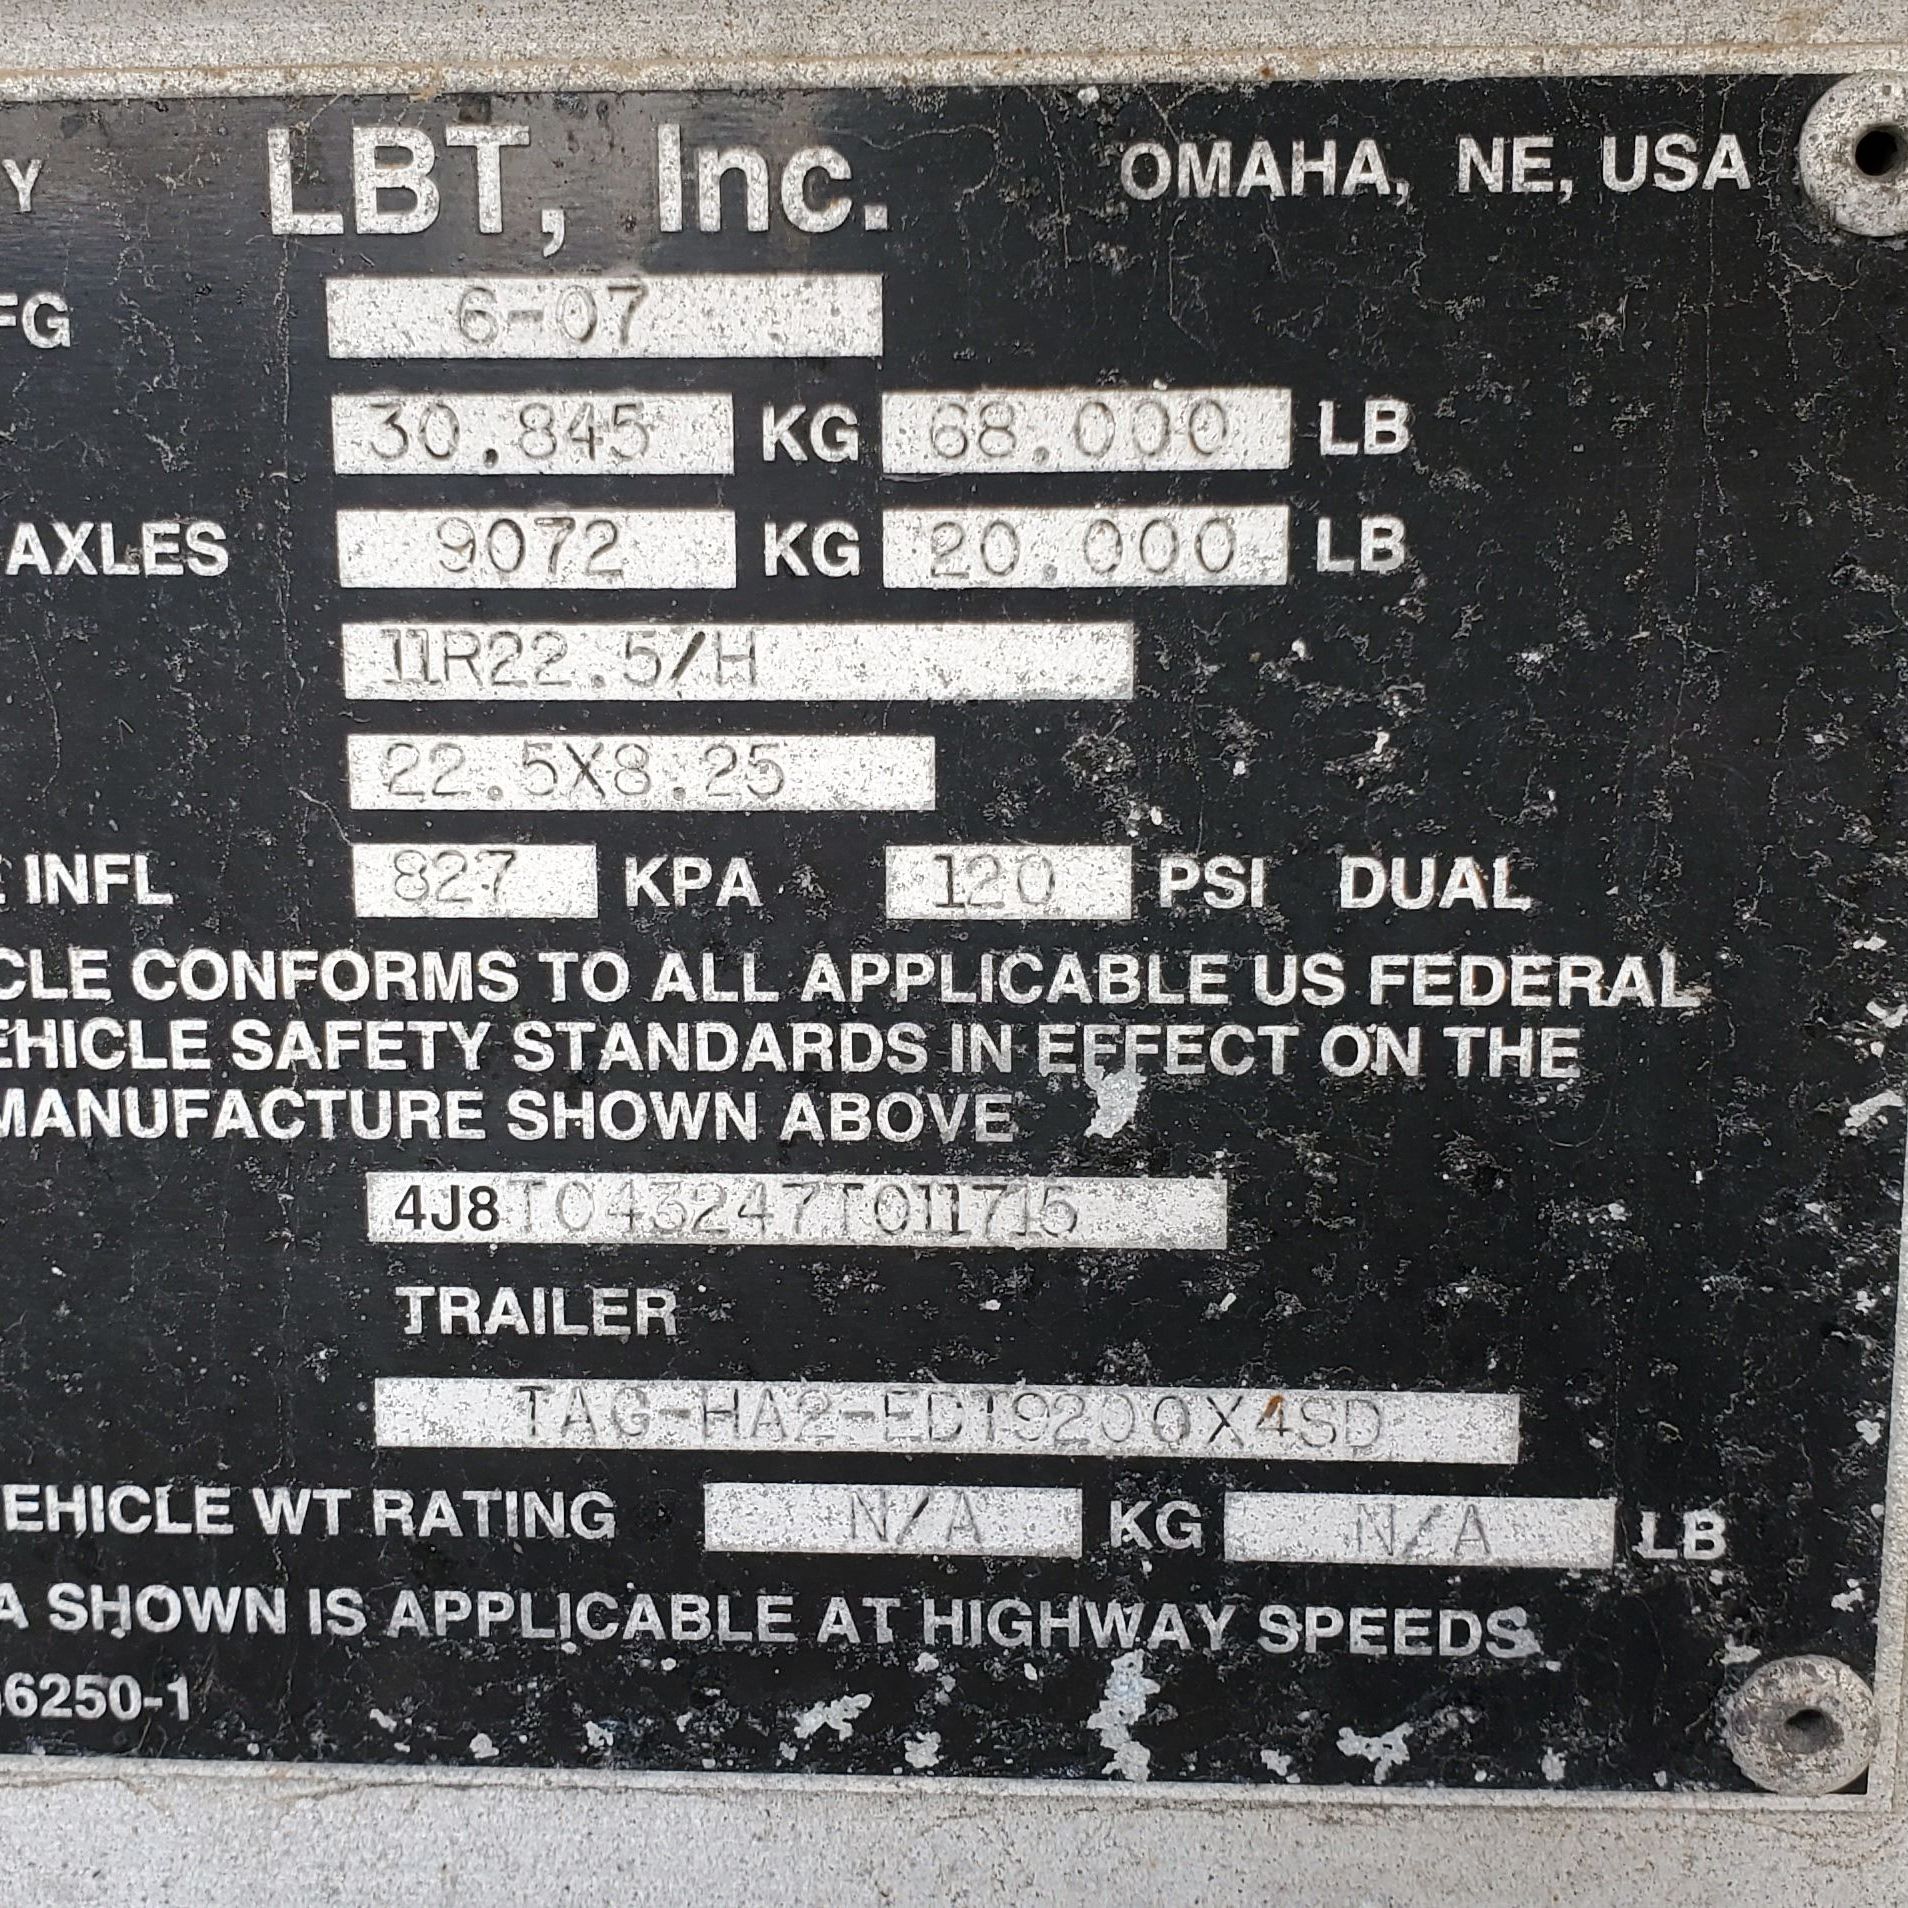 Y LBT, Inc. OMAHA, NE, USA
FG 6-07
30.845 KG 68.000 LB
AXLES 9072 KG 20.000 LB
11R22.5/H
22.5X8.25
INFL 827 KPA 120 PSI DUAL
CLE CONFORMS TO ALL APPLICABLE US FEDERAL
EHICLE SAFETY STANDARDS IN EFFECT ON THE
MANUFACTURE SHOWN ABOVE
4J8T043247T011715
TRAILER
TAG-HA2-EDT9200X4SD
EHICLE WT RATING N/A KG N/A LB
A SHOWN IS APPLICABLE AT HIGHWAY SPEEDS
6250-1